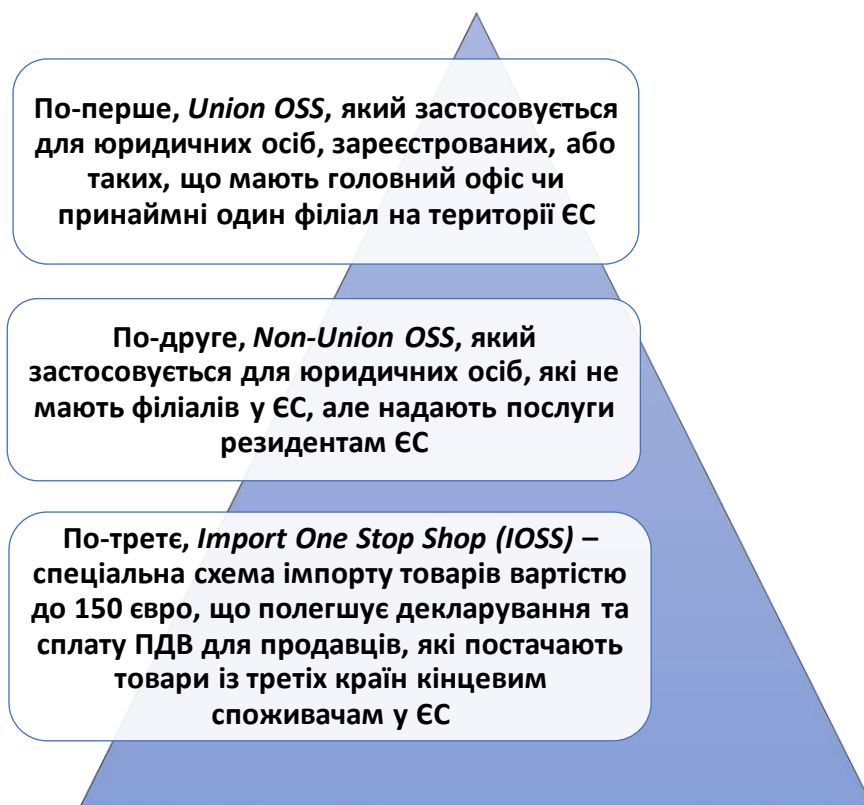 По-перше, Union OSS, який застосовується
для юридичних осіб, зареєстрованих, або
таких, що мають головний офіс чи
принаймні один філіал на території ЄС
По-друге, Non-Union OSS, який
застосовується для юридичних осіб, які не
мають філіалів у ЄС, але надають послуги
резидентам ЄС
По-третє, Import One Stop Shop (IOSS) –
спеціальна схема імпорту товарів вартістю
до 150 євро, що полегшує декларування та
сплату ПДВ для продавців, які постачають
товари із третіх країн кінцевим
споживачам у ЄС